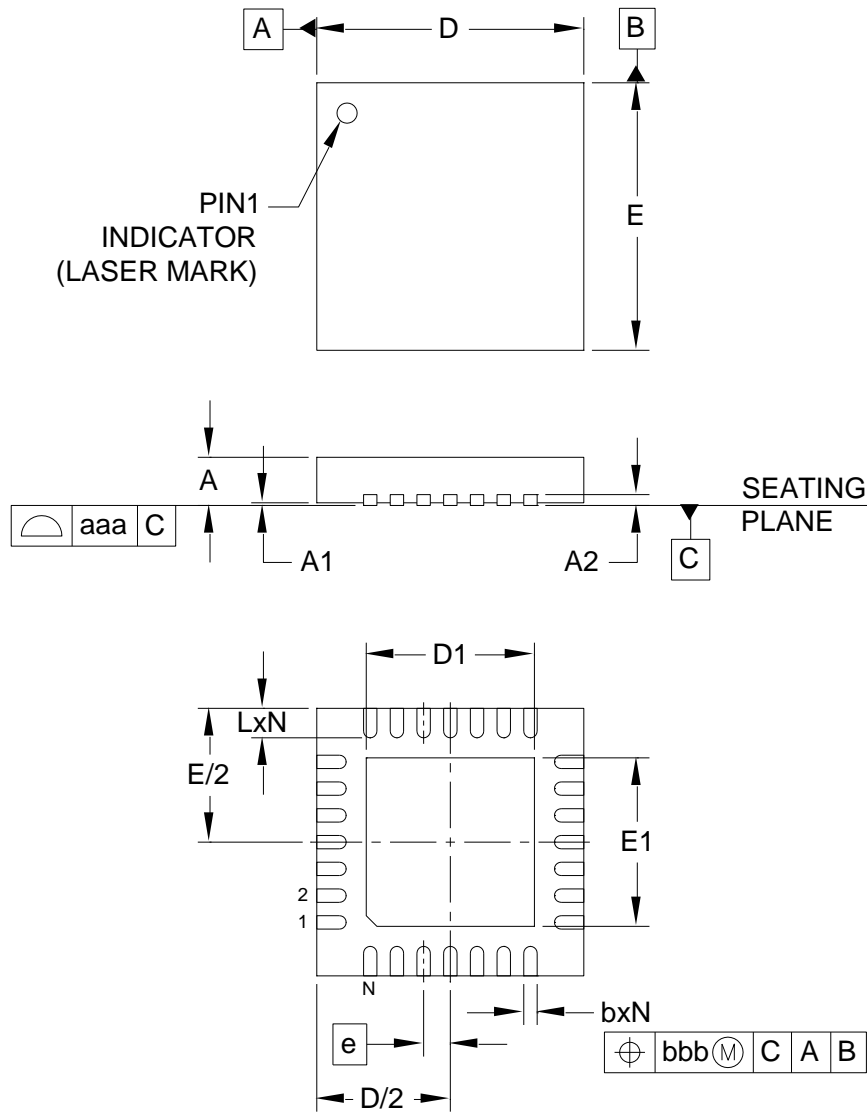 A
D
B
PIN1
INDICATOR
(LASER MARK)
E
A
SEATING
PLANE
aaa C
A1
A2
C
D1
LxN
E/2
E1
2
1
N
bxN
e
bbb Ⓜ C A B
D/2